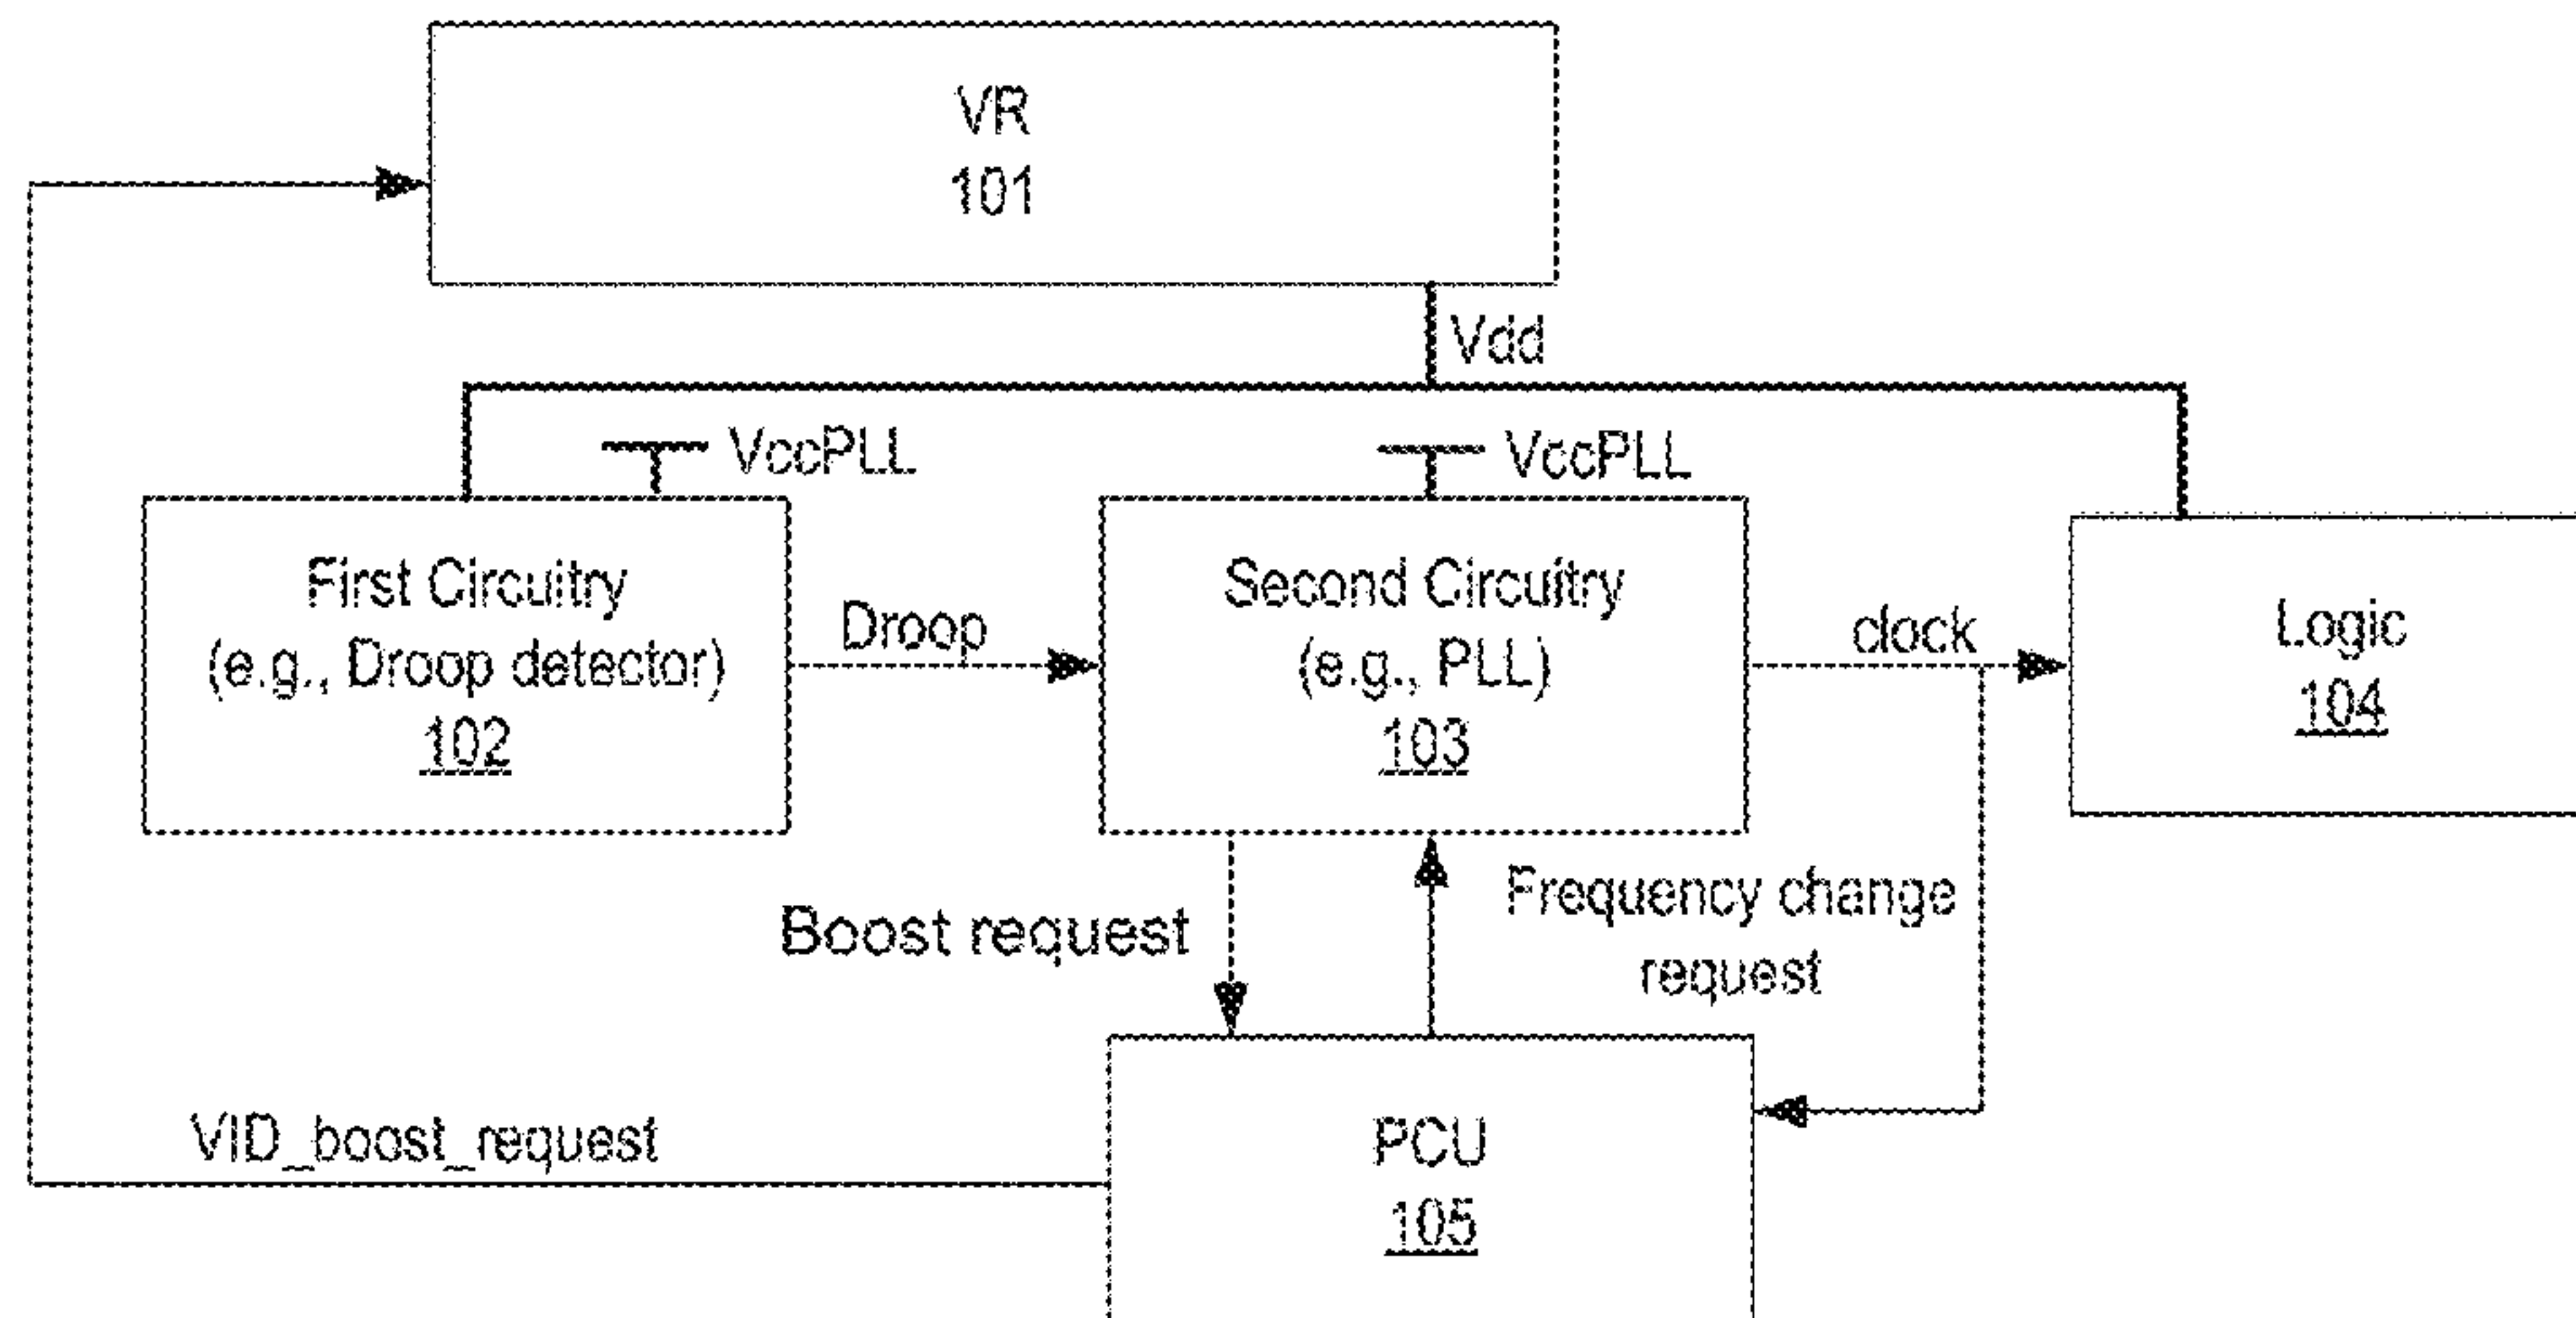 VR
101
Vdd
VccPLL
VccPLL
First Circuitry
(e.g., Droop detector)
102
Droop
Second Circuitry
(e.g., PLL)
103
clock
Logic
104
Boost request
Frequency change
request
VID_boost_request
PCU
105